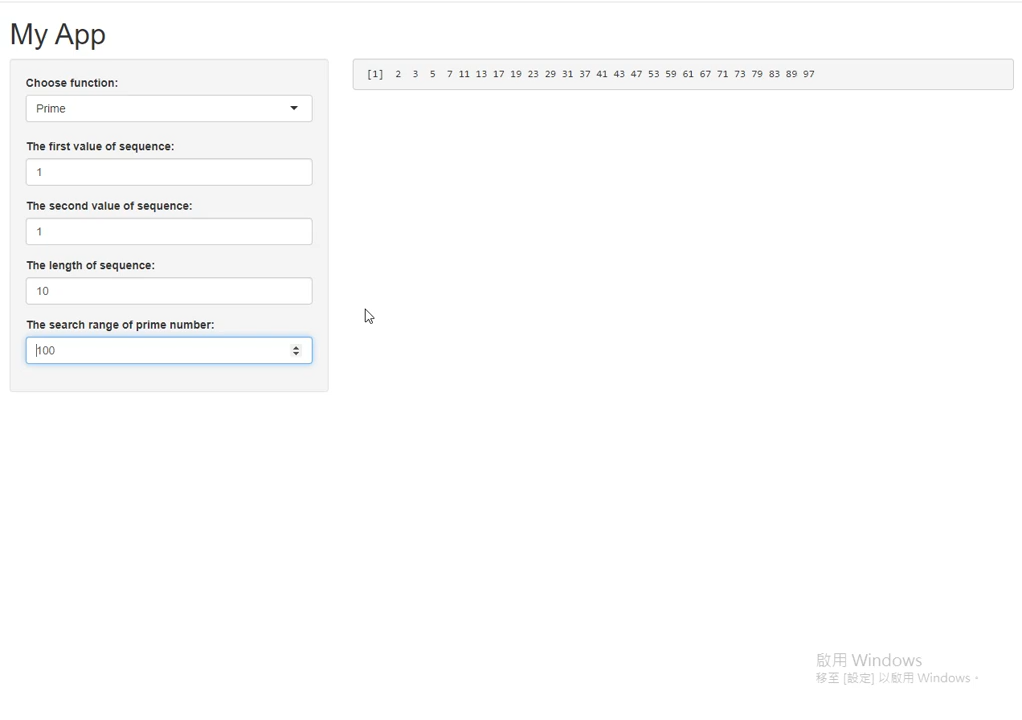 My App
Choose function:
Prime
The first value of sequence:
1
The second value of sequence:
1
The length of sequence:
10
The search range of prime number:
100
[1]  2  3  5  7 11 13 17 19 23 29 31 37 41 43 47 53 59 61 67 71 73 79 83 89 97
啟用 Windows
移至 [設定] 以啟用 Windows。